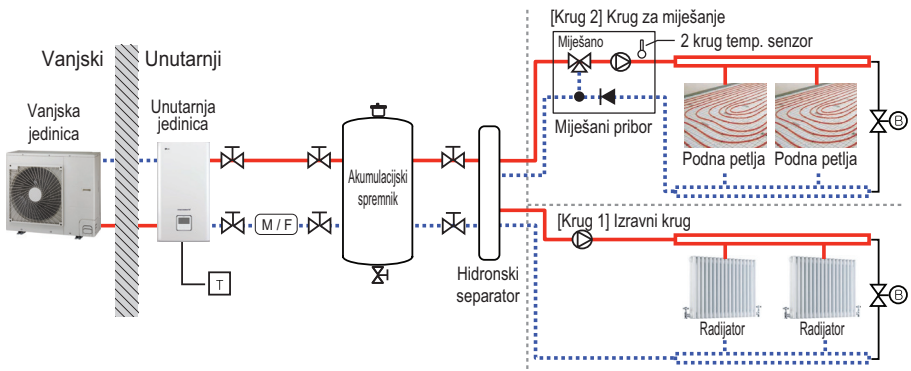 [Krug 2] Krug za miješanje
Miješano
2 krug temp. senzor
Vanjski
Unutarnji
Vanjska
jedinica
Unutarnja
jedinica
Miješani pribor
Podna petlja
Podna petlja
B
Akumulacijski
spremnik
M / F
T
Hidronski
separator
[Krug 1] Izravni krug
Radijator
Radijator
B